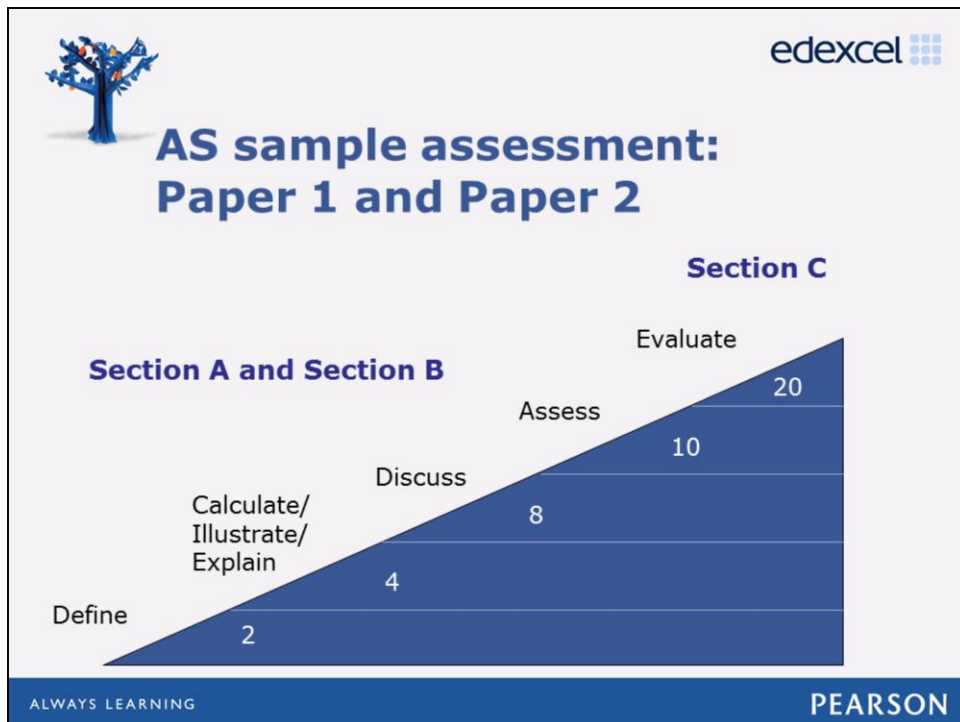 edexcel
AS sample assessment:
Paper 1 and Paper 2
Section C
Evaluate
Section A and Section B
20
Assess
10
Discuss
Calculate/
Illustrate/
Explain
8
4
Define
2
ALWAYS LEARNING
PEARSON